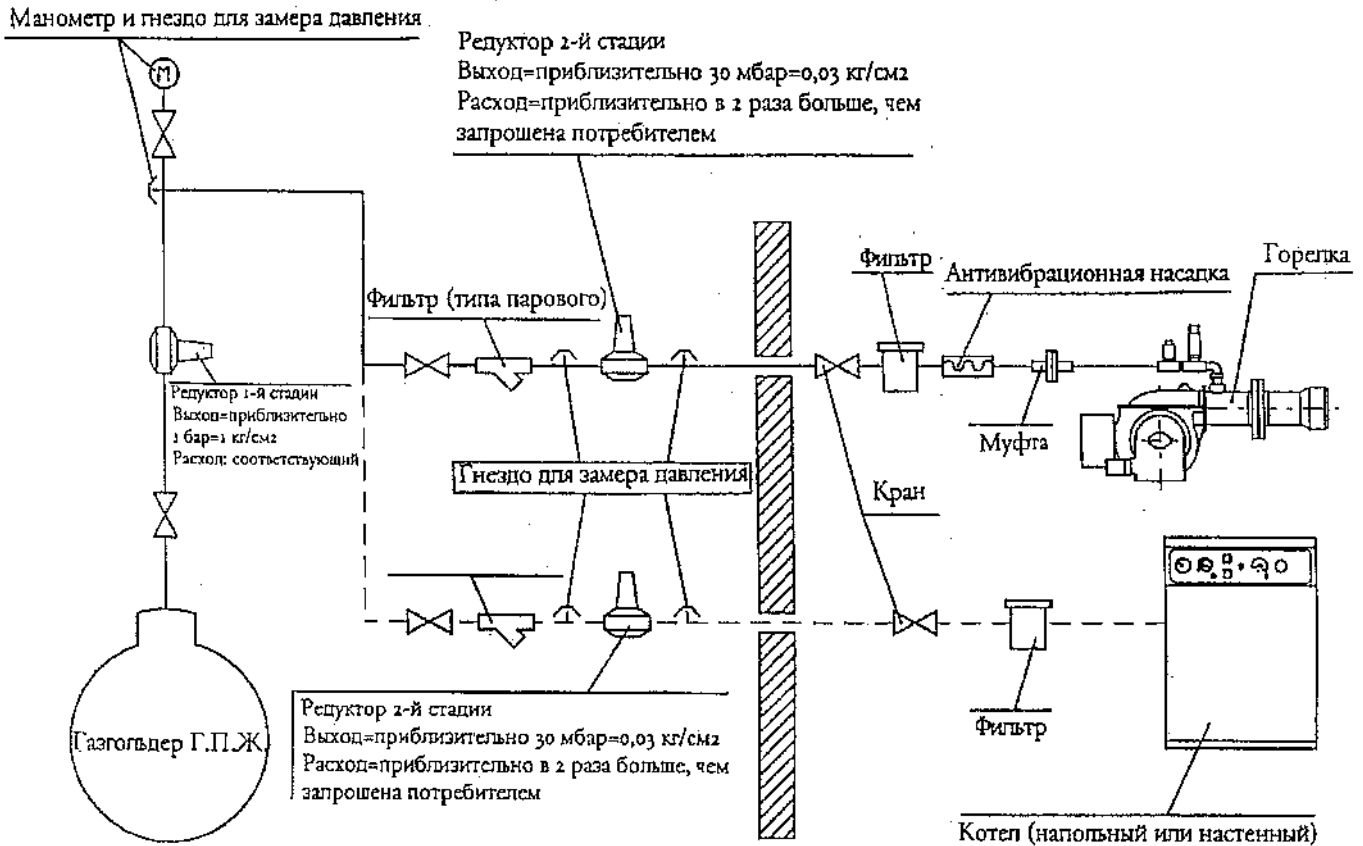 Манометр и гнездо для замера давления
М
Редуктор 2-й стадии
Выход=приблизительно 30 мбар=0,03 кг/см2
Расход=приблизительно в 2 раза больше, чем
запрошена потребителем
Фильтр
Антивибрационная насадка
Горелка
Фильтр (типа парового)
Редуктор 1-й стадии
Выход=приблизительно
1 бар=1 кг/см2
Расход: соответствующий
Муфта
Гнездо для замера давления
Кран
Газгольдер Г.П.Ж.
Редуктор 2-й стадии
Выход=приблизительно 30 мбар=0,03 кг/см2
Расход=приблизительно в 2 раза больше, чем
запрошена потребителем
Фильтр
Котел (напольный или настенный)